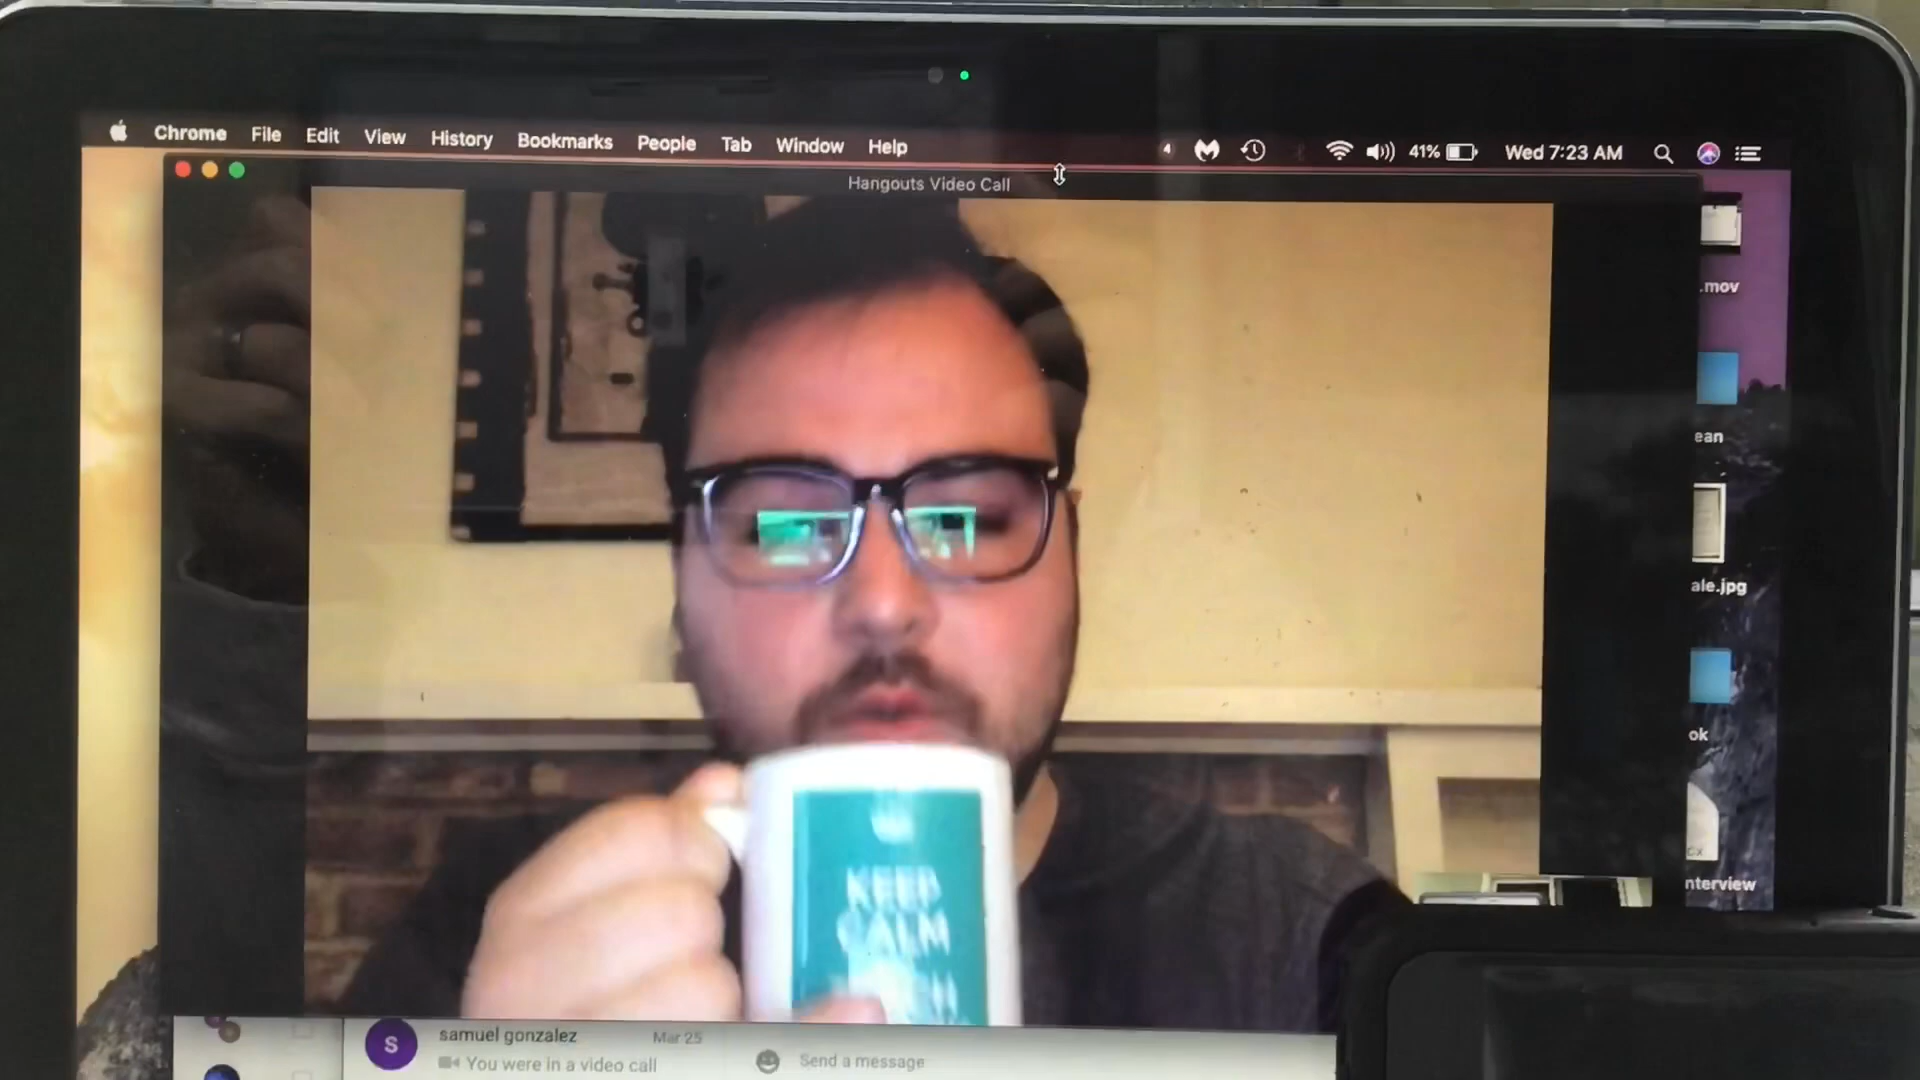 Chrome File Edit View History Bookmarks People Tab Window Help 4 41% Wed 7:23 AM
Hangouts Video Call
.mov
ean
ale.jpg
ok
nterview
KEEP
CALM
samuel gonzalez Mar 25
You were in a video call
Send a message
S